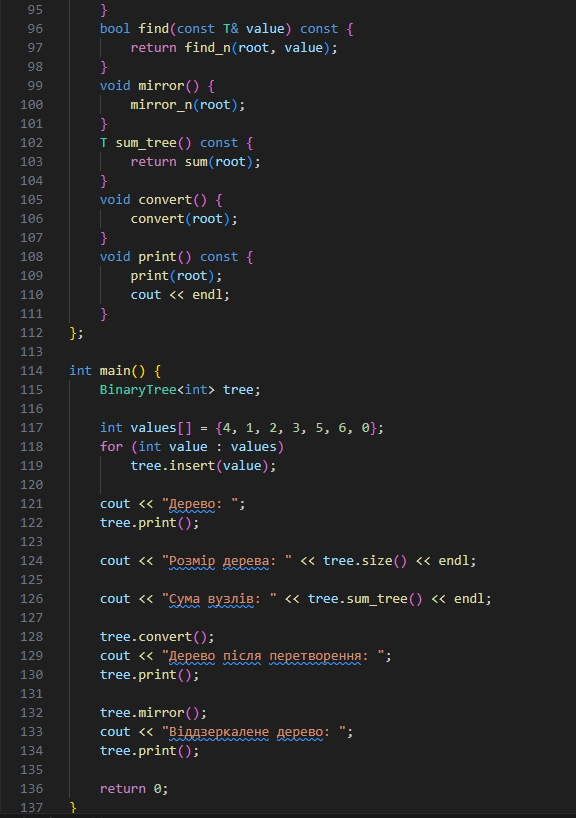 95 }
96 bool find(const T& value) const {
97 return find_n(root, value);
98 }
99 void mirror() {
100 mirror_n(root);
101 }
102 T sum_tree() const {
103 return sum(root);
104 }
105 void convert() {
106 convert(root);
107 }
108 void print() const {
109 print(root);
110 cout << endl;
111 }
112 };
113
114 int main() {
115 BinaryTree<int> tree;
116
117 int values[] = {4, 1, 2, 3, 5, 6, 0};
118 for (int value : values)
119 tree.insert(value);
120
121 cout << "Дерево: ";
122 tree.print();
123
124 cout << "Розмір дерева: " << tree.size() << endl;
125
126 cout << "Сума вузлів: " << tree.sum_tree() << endl;
127
128 tree.convert();
129 cout << "Дерево після перетворення: ";
130 tree.print();
131
132 tree.mirror();
133 cout << "Віддзеркалене дерево: ";
134 tree.print();
135
136 return 0;
137 }